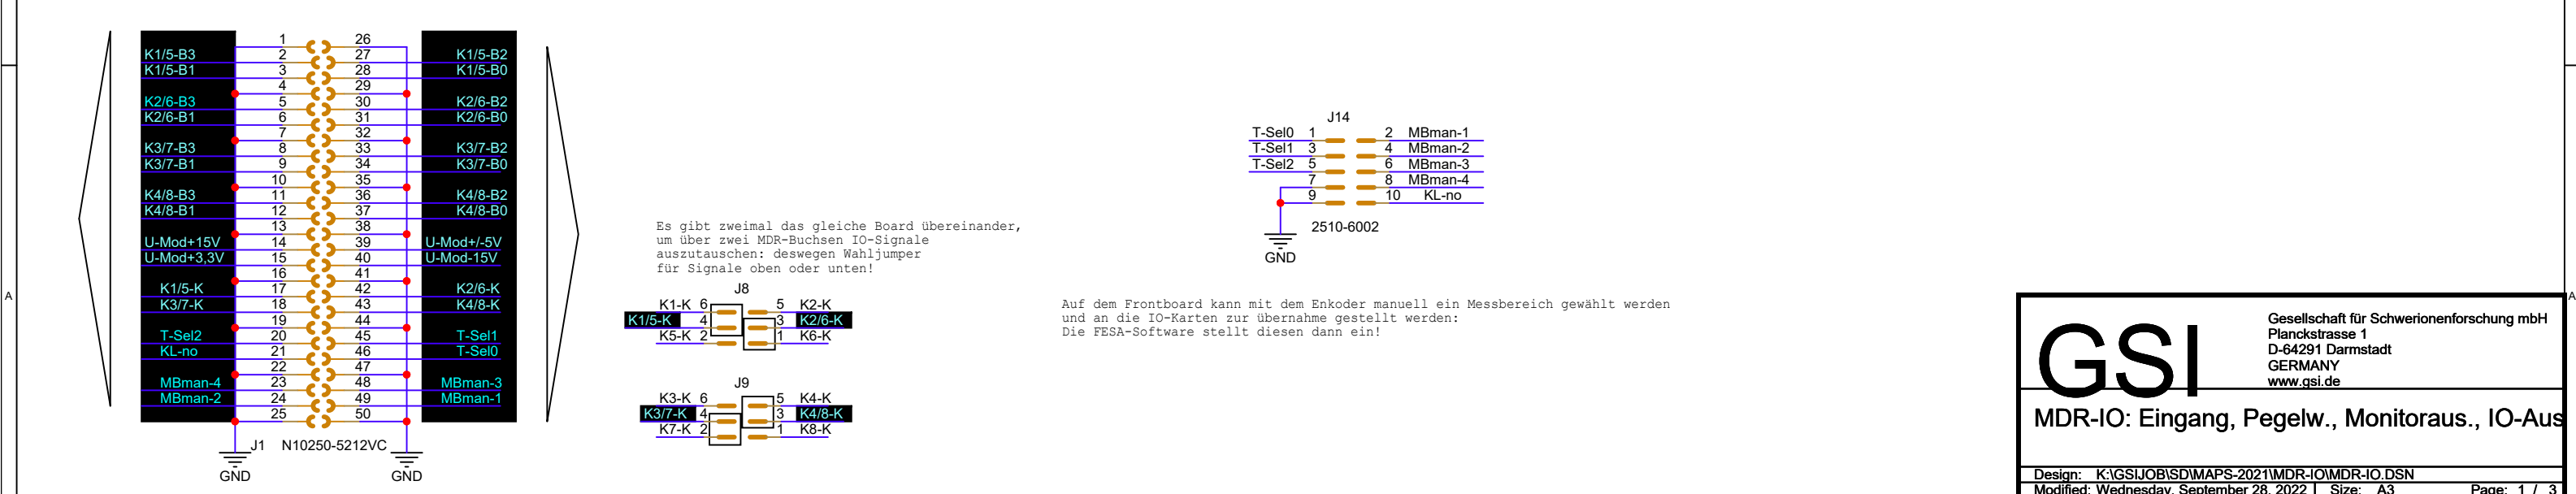 1 26
K1/5-B3 2 27 K1/5-B2
K1/5-B1 3 28 K1/5-B0
4 29
K2/6-B3 5 30 K2/6-B2
K2/6-B1 6 31 K2/6-B0
7 32
K3/7-B3 8 33 K3/7-B2
K3/7-B1 9 34 K3/7-B0
10 35
K4/8-B3 11 36 K4/8-B2
K4/8-B1 12 37 K4/8-B0
13 38
U-Mod+15V 14 39 U-Mod+/-5V
U-Mod+3,3V 15 40 U-Mod-15V
16 41
K1/5-K 17 42 K2/6-K
K3/7-K 18 43 K4/8-K
19 44
T-Sel2 20 45 T-Sel1
KL-no 21 46 T-Sel0
22 47
MBman-4 23 48 MBman-3
MBman-2 24 49 MBman-1
25 50
J1 N10250-5212VC
GND GND
Es gibt zweimal das gleiche Board übereinander,
um über zwei MDR-Buchsen IO-Signale
auszutauschen: deswegen Wahljumper
für Signale oben oder unten!
J8
K1-K 6 5 K2-K
K1/5-K 4 3 K2/6-K
K5-K 2 1 K6-K
J9
K3-K 6 5 K4-K
K3/7-K 4 3 K4/8-K
K7-K 2 1 K8-K
J14
T-Sel0 1 2 MBman-1
T-Sel1 3 4 MBman-2
T-Sel2 5 6 MBman-3
7 8 MBman-4
9 10 KL-no
2510-6002
GND
Auf dem Frontboard kann mit dem Enkoder manuell ein Messbereich gewählt werden
und an die IO-Karten zur übernahme gestellt werden:
Die FESA-Software stellt diesen dann ein!
A
A
GSI
Gesellschaft für Schwerionenforschung mbH
Planckstrasse 1
D-64291 Darmstadt
GERMANY
www.gsi.de
MDR-IO: Eingang, Pegelw., Monitoraus., IO-Aus
Design: K:\GSIJOB\SD\MAPS-2021\MDR-IO\MDR-IO.DSN
Modified: Wednesday, September 28, 2022 Size: A3 Page: 1 / 3